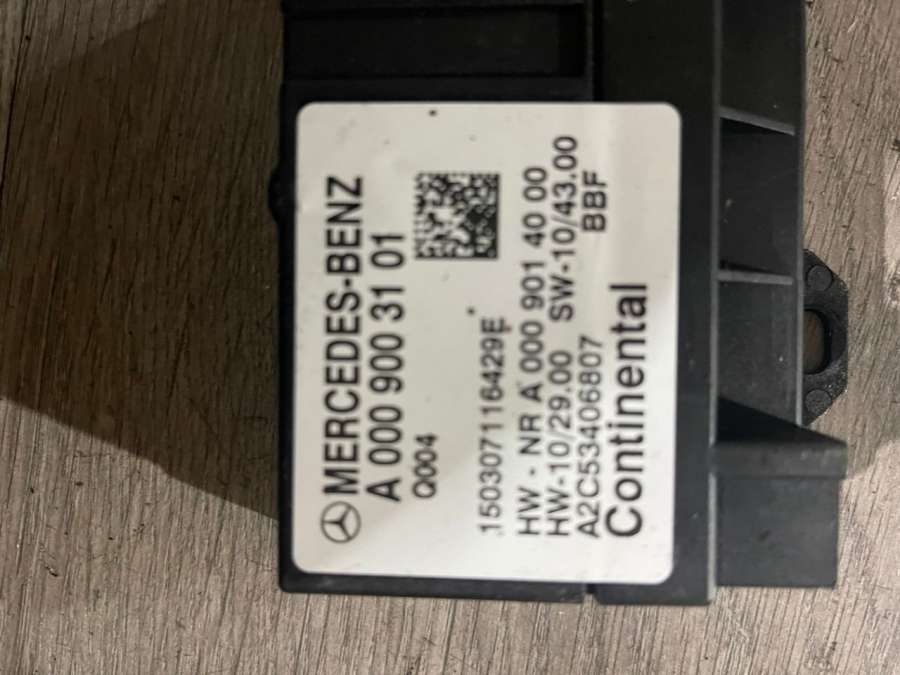 MERCEDES-BENZ
A 000 900 31 01
Q004
150307116429E
HW - NR A 000 901 40 00
HW-10/29.00 SW-10/43.00
A2C53406807 BBF
Continental